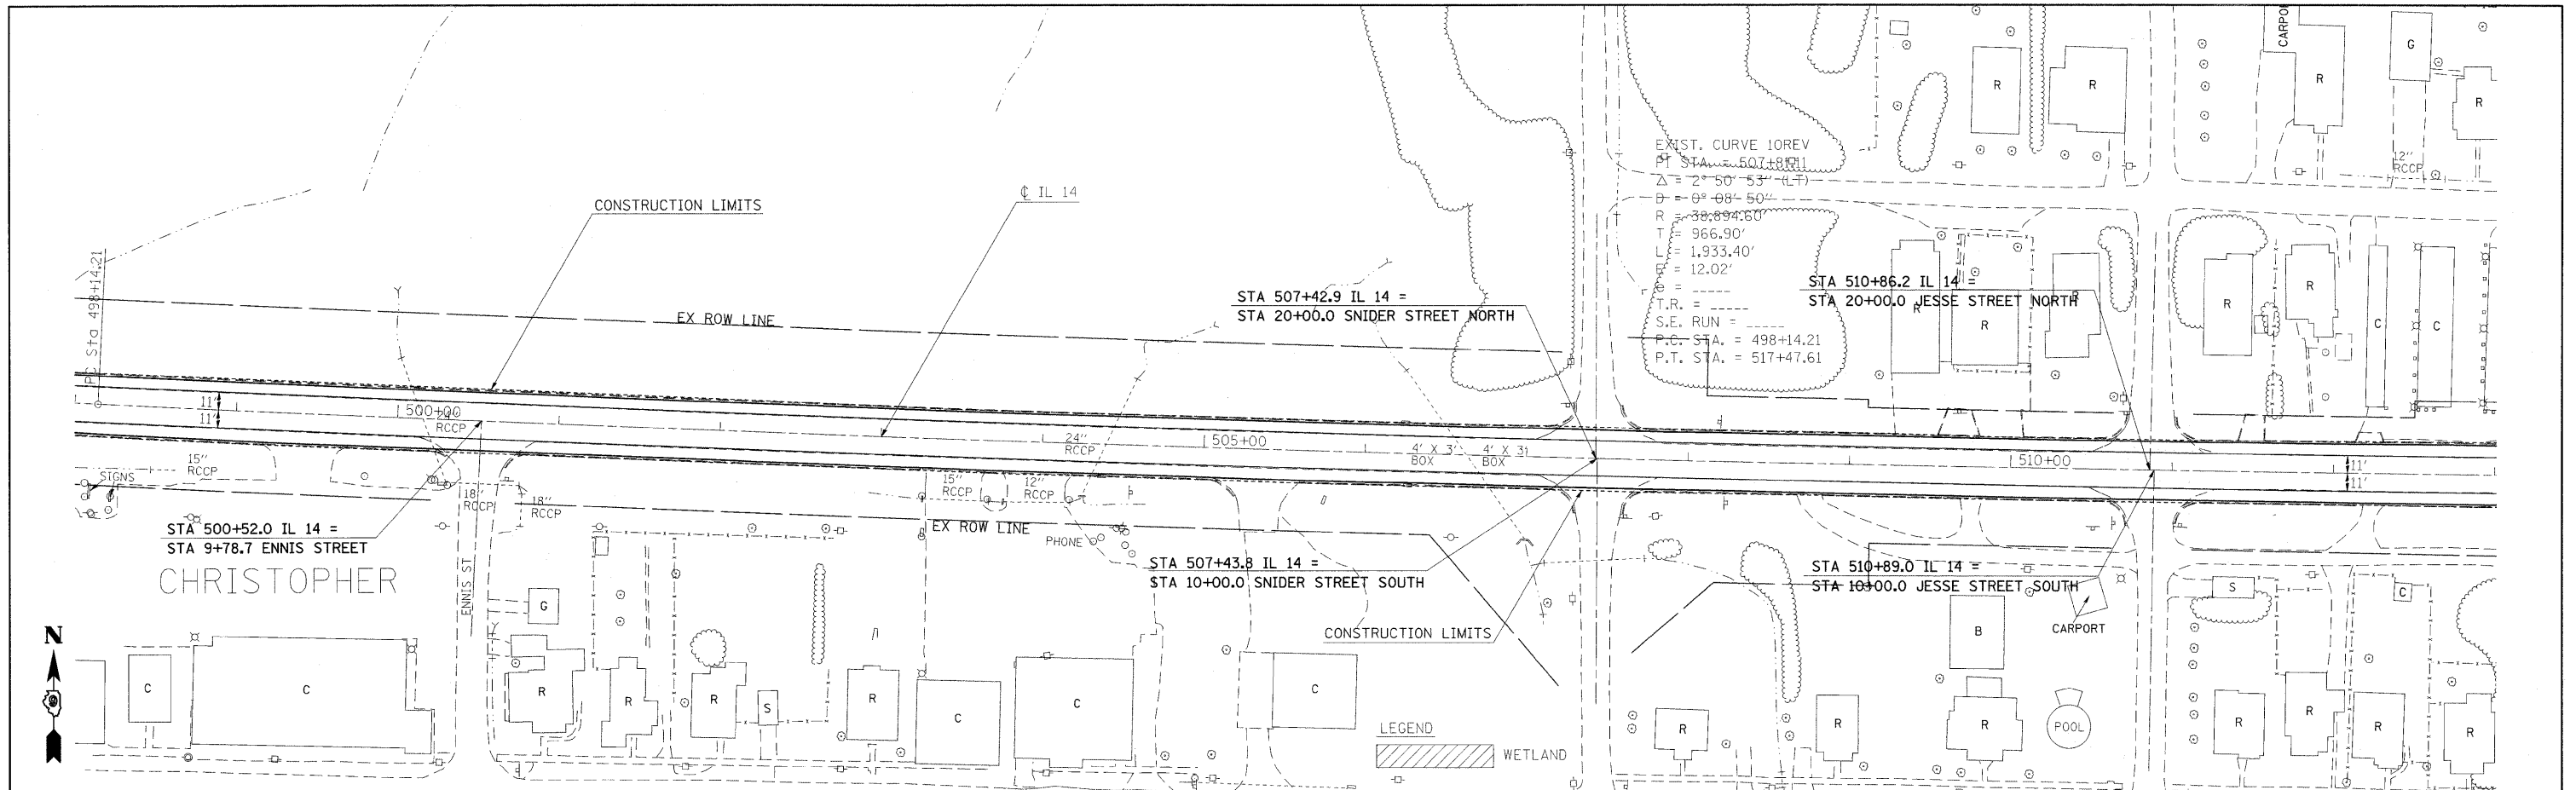 CARPORT
G
R
R
R
R
EXIST. CURVE 10REV
PI STA. = 507+81.11
Δ = 2° 50' 53" (LT)
D = 0° 08' 50"
R = 38,894.60'
T = 966.90'
L = 1,933.40'
E = 12.02'
e = _____
T.R. = _____
S.E. RUN = _____
P.C. STA. = 498+14.21
P.T. STA. = 517+47.61
12"
RCCP
CONSTRUCTION LIMITS
℄ IL 14
PC Sta 498+14.21
EX ROW LINE
STA 507+42.9 IL 14 =
STA 20+00.0 SNIDER STREET NORTH
STA 510+86.2 IL 14 =
STA 20+00.0 JESSE STREET NORTH
R
R
R
R
R
C
C
11'
11'
500+00
RCCP
24"
RCCP
505+00
4' X 3'
BOX
4' X 3'
BOX
510+00
11'
11'
15"
RCCP
SIGNS
18"
RCCP
18"
RCCP
15"
RCCP
12"
RCCP
EX ROW LINE
PHONE
STA 500+52.0 IL 14 =
STA 9+78.7 ENNIS STREET
CHRISTOPHER
ENNIS ST
STA 507+43.8 IL 14 =
STA 10+00.0 SNIDER STREET SOUTH
STA 510+89.0 IL 14 =
STA 10+00.0 JESSE STREET SOUTH
CONSTRUCTION LIMITS
CARPORT
N
G
B
S
C
C
C
R
R
R
S
R
C
C
C
R
R
R
POOL
R
R
R
R
LEGEND
WETLAND